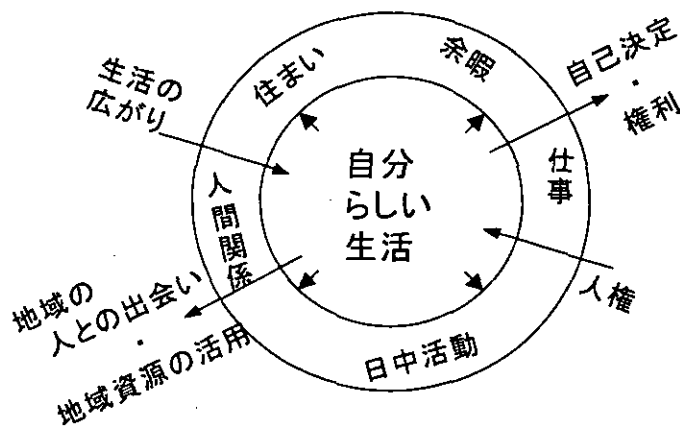 生活の
広がり
住まい
余暇
自己決定
・
権利
人間関係
自分
らしい
生活
仕事
地域の
人との出会い
・
地域資源の活用
日中活動
人権